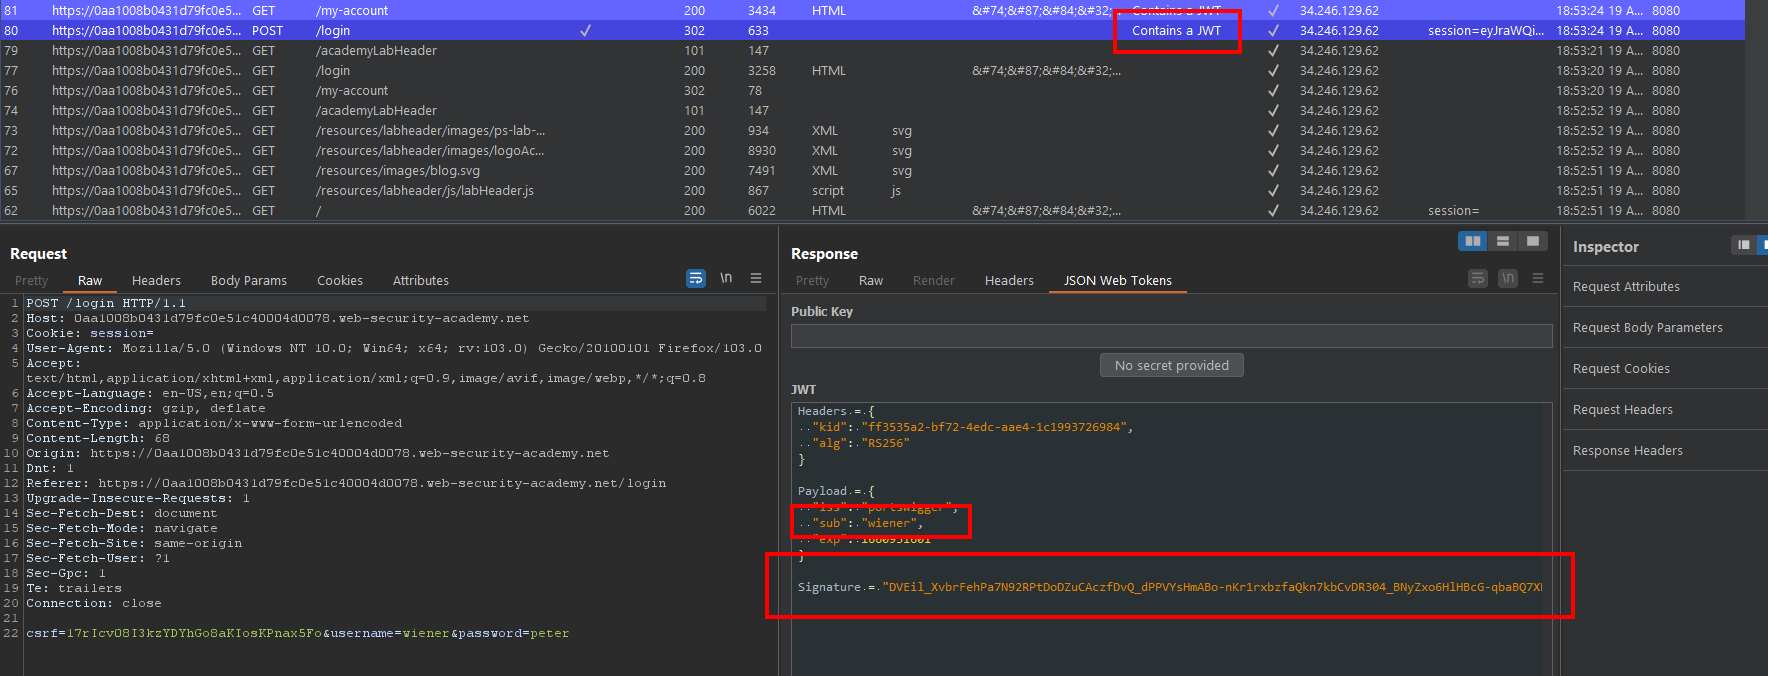 81 https://0aa1008b0431d79fc0e5... GET /my-account 200 3434 HTML &#74;&#87;&#84;&#32;... Contains a JWT ✓ 34.246.129.62 18:53:24 19 A... 8080
80 https://0aa1008b0431d79fc0e5... POST /login ✓ 302 633 Contains a JWT ✓ 34.246.129.62 session=eyJraWQi... 18:53:24 19 A... 8080
79 https://0aa1008b0431d79fc0e5... GET /academyLabHeader 101 147 ✓ 34.246.129.62 18:53:21 19 A... 8080
77 https://0aa1008b0431d79fc0e5... GET /login 200 3258 HTML &#74;&#87;&#84;&#32;... ✓ 34.246.129.62 18:53:20 19 A... 8080
76 https://0aa1008b0431d79fc0e5... GET /my-account 302 78 ✓ 34.246.129.62 18:53:20 19 A... 8080
74 https://0aa1008b0431d79fc0e5... GET /academyLabHeader 101 147 ✓ 34.246.129.62 18:52:52 19 A... 8080
73 https://0aa1008b0431d79fc0e5... GET /resources/labheader/images/ps-lab-... 200 934 XML svg ✓ 34.246.129.62 18:52:52 19 A... 8080
72 https://0aa1008b0431d79fc0e5... GET /resources/labheader/images/logoAc... 200 8930 XML svg ✓ 34.246.129.62 18:52:52 19 A... 8080
67 https://0aa1008b0431d79fc0e5... GET /resources/images/blog.svg 200 7491 XML svg ✓ 34.246.129.62 18:52:51 19 A... 8080
65 https://0aa1008b0431d79fc0e5... GET /resources/labheader/js/labHeader.js 200 867 script js ✓ 34.246.129.62 18:52:51 19 A... 8080
62 https://0aa1008b0431d79fc0e5... GET / 200 6022 HTML &#74;&#87;&#84;&#32;... ✓ 34.246.129.62 session= 18:52:51 19 A... 8080
Request
Pretty Raw Headers Body Params Cookies Attributes \n
1 POST /login HTTP/1.1
2 Host: 0aa1008b0431d79fc0e51c40004d0078.web-security-academy.net
3 Cookie: session=
4 User-Agent: Mozilla/5.0 (Windows NT 10.0; Win64; x64; rv:103.0) Gecko/20100101 Firefox/103.0
5 Accept:
text/html,application/xhtml+xml,application/xml;q=0.9,image/avif,image/webp,*/*;q=0.8
6 Accept-Language: en-US,en;q=0.5
7 Accept-Encoding: gzip, deflate
8 Content-Type: application/x-www-form-urlencoded
9 Content-Length: 68
10 Origin: https://0aa1008b0431d79fc0e51c40004d0078.web-security-academy.net
11 Dnt: 1
12 Referer: https://0aa1008b0431d79fc0e51c40004d0078.web-security-academy.net/login
13 Upgrade-Insecure-Requests: 1
14 Sec-Fetch-Dest: document
15 Sec-Fetch-Mode: navigate
16 Sec-Fetch-Site: same-origin
17 Sec-Fetch-User: ?1
18 Sec-Gpc: 1
19 Te: trailers
20 Connection: close
21
22 csrf=17rIcv08I3kzYDYhGo8aKIosKPnax5Fo&username=wiener&password=peter
Response
Pretty Raw Render Headers JSON Web Tokens \n
Public Key
No secret provided
JWT
Headers = {
"kid": "ff3535a2-bf72-4edc-aae4-1c1993726984",
"alg": "RS256"
}
Payload = {
"iss": "portswigger",
"sub": "wiener",
"exp": 1660931601
}
Signature = "DVEil_XvbrFehPa7N92RPtDoDZuCAczfDvQ_dPPVYsHmABo-nKr1rxbzfaQkn7kbCvDR304_BNyZxo6HlHBcG-qbaBQ7X
Inspector
Request Attributes
Request Body Parameters
Request Cookies
Request Headers
Response Headers